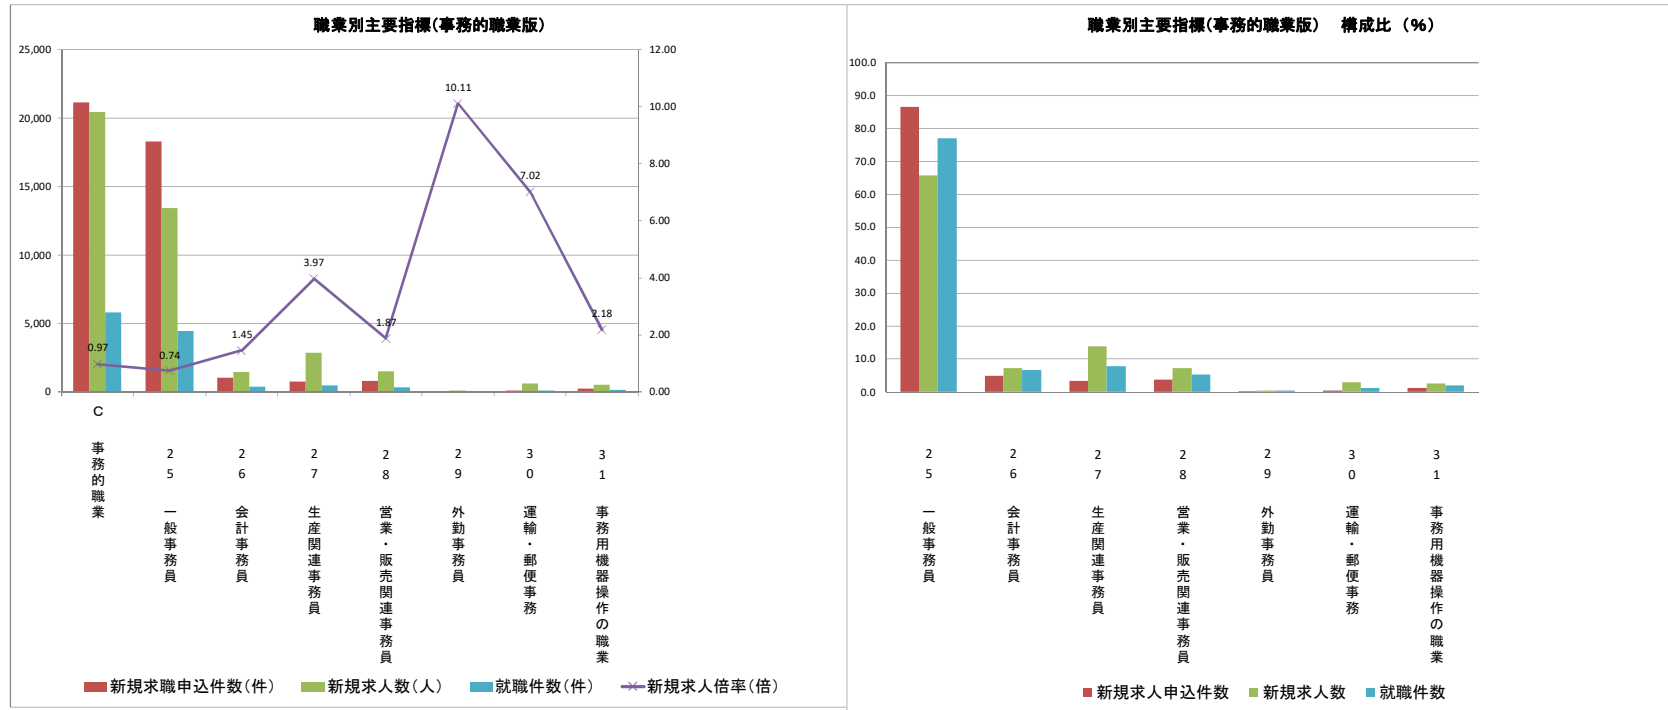 職業別主要指標（事務的職業版）
25,000
20,000
15,000
10,000
5,000
0
12.00
10.00
8.00
6.00
4.00
2.00
0.00
0.97
0.74
1.45
3.97
1.87
10.11
7.02
2.18
C 事務的職業
25 一般事務員
26 会計事務員
27 生産関連事務員
28 営業・販売関連事務員
29 外勤事務員
30 運輸・郵便事務
31 事務用機器操作の職業
新規求職申込件数（件） 新規求人数（人） 就職件数（件） 新規求人倍率（倍）
職業別主要指標（事務的職業版） 構成比（％）
100.0
90.0
80.0
70.0
60.0
50.0
40.0
30.0
20.0
10.0
0.0
25 一般事務員
26 会計事務員
27 生産関連事務員
28 営業・販売関連事務員
29 外勤事務員
30 運輸・郵便事務
31 事務用機器操作の職業
新規求人申込件数 新規求人数 就職件数